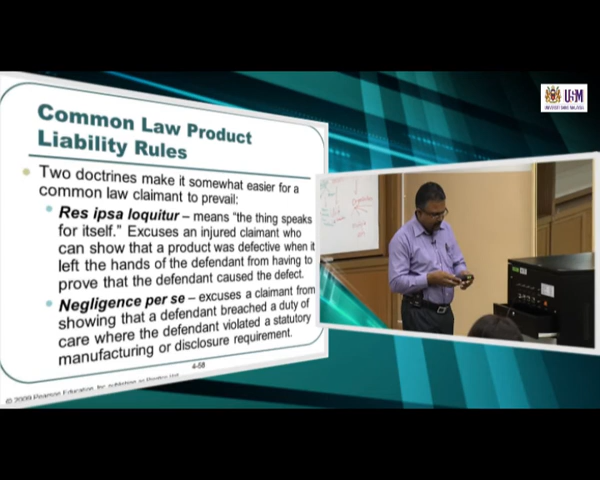 Common Law Product
Liability Rules
Two doctrines make it somewhat easier for a
common law claimant to prevail:
Res ipsa loquitur – means “the thing speaks
for itself.” Excuses an injured claimant who
can show that a product was defective when it
left the hands of the defendant from having to
prove that the defendant caused the defect.
Negligence per se – excuses a claimant from
showing that a defendant breached a duty of
care where the defendant violated a statutory
manufacturing or disclosure requirement.
4-58
© 2009 Pearson Education, Inc. publishing as Prentice Hall
USM
UNIVERSITI SAINS MALAYSIA